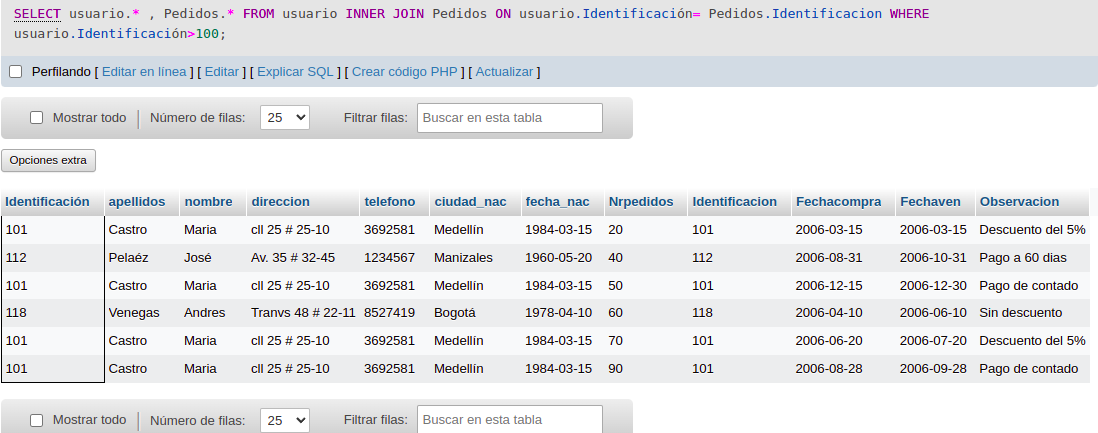 SELECT usuario.* , Pedidos.* FROM usuario INNER JOIN Pedidos ON usuario.Identificación= Pedidos.Identificacion WHERE
usuario.Identificación>100;
Perfilando [ Editar en línea ] [ Editar ] [ Explicar SQL ] [ Crear código PHP ] [ Actualizar ]
Mostrar todo Número de filas: 25 Filtrar filas: Buscar en esta tabla
Opciones extra
Identificación apellidos nombre direccion telefono ciudad_nac fecha_nac Nrpedidos Identificacion Fechacompra Fechaven Observacion
101 Castro Maria cll 25 # 25-10 3692581 Medellín 1984-03-15 20 101 2006-03-15 2006-03-15 Descuento del 5%
112 Pelaéz José Av. 35 # 32-45 1234567 Manizales 1960-05-20 40 112 2006-08-31 2006-10-31 Pago a 60 dias
101 Castro Maria cll 25 # 25-10 3692581 Medellín 1984-03-15 50 101 2006-12-15 2006-12-30 Pago de contado
118 Venegas Andres Tranvs 48 # 22-11 8527419 Bogotá 1978-04-10 60 118 2006-04-10 2006-06-10 Sin descuento
101 Castro Maria cll 25 # 25-10 3692581 Medellín 1984-03-15 70 101 2006-06-20 2006-07-20 Descuento del 5%
101 Castro Maria cll 25 # 25-10 3692581 Medellín 1984-03-15 90 101 2006-08-28 2006-09-28 Pago de contado
Mostrar todo Número de filas: 25 Filtrar filas: Buscar en esta tabla